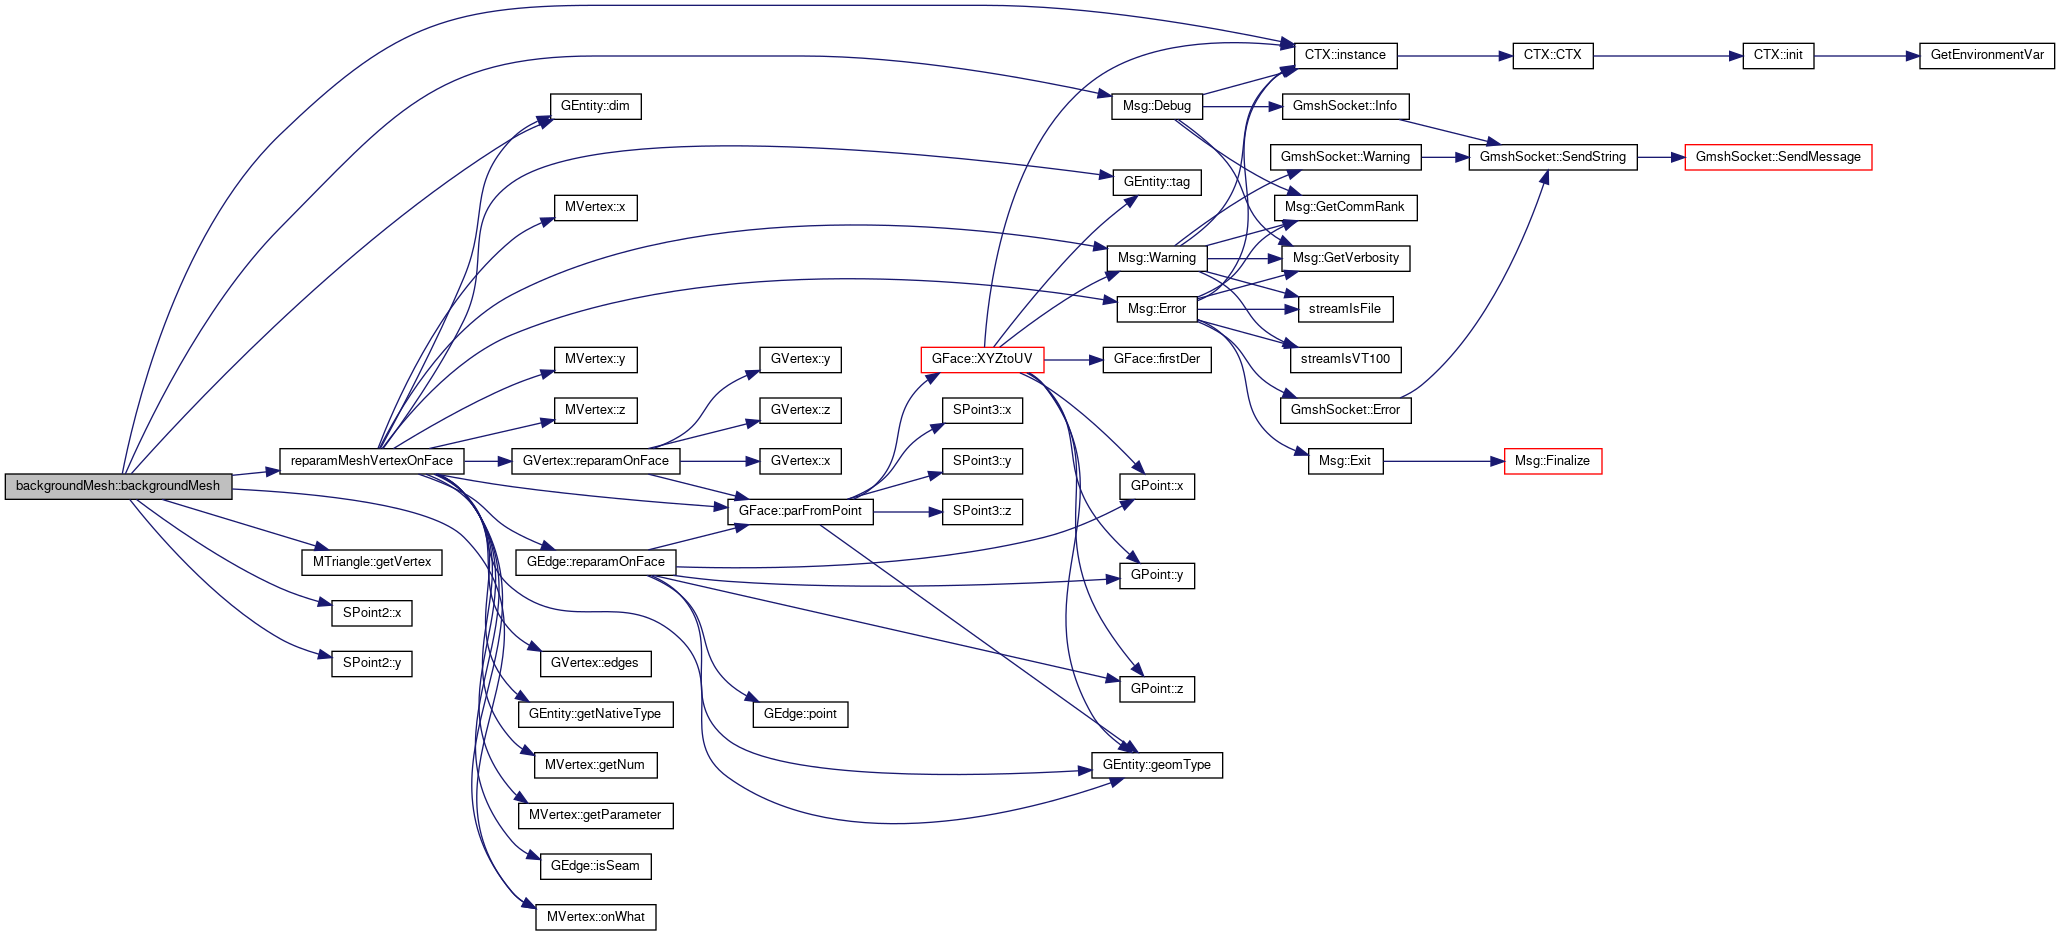 backgroundMesh::backgroundMesh
reparamMeshVertexOnFace
MTriangle::getVertex
SPoint2::x
SPoint2::y
GEntity::dim
MVertex::x
MVertex::y
MVertex::z
GVertex::reparamOnFace
GEdge::reparamOnFace
GVertex::edges
GEntity::getNativeType
MVertex::getNum
MVertex::getParameter
GEdge::isSeam
MVertex::onWhat
GVertex::y
GVertex::z
GVertex::x
GFace::parFromPoint
GEdge::point
GFace::XYZtoUV
SPoint3::x
SPoint3::y
SPoint3::z
Msg::Debug
GEntity::tag
Msg::Warning
Msg::Error
GFace::firstDer
GPoint::x
GPoint::y
GPoint::z
GEntity::geomType
CTX::instance
GmshSocket::Info
GmshSocket::Warning
Msg::GetCommRank
Msg::GetVerbosity
streamIsFile
streamIsVT100
GmshSocket::Error
Msg::Exit
CTX::CTX
GmshSocket::SendString
Msg::Finalize
CTX::init
GmshSocket::SendMessage
GetEnvironmentVar